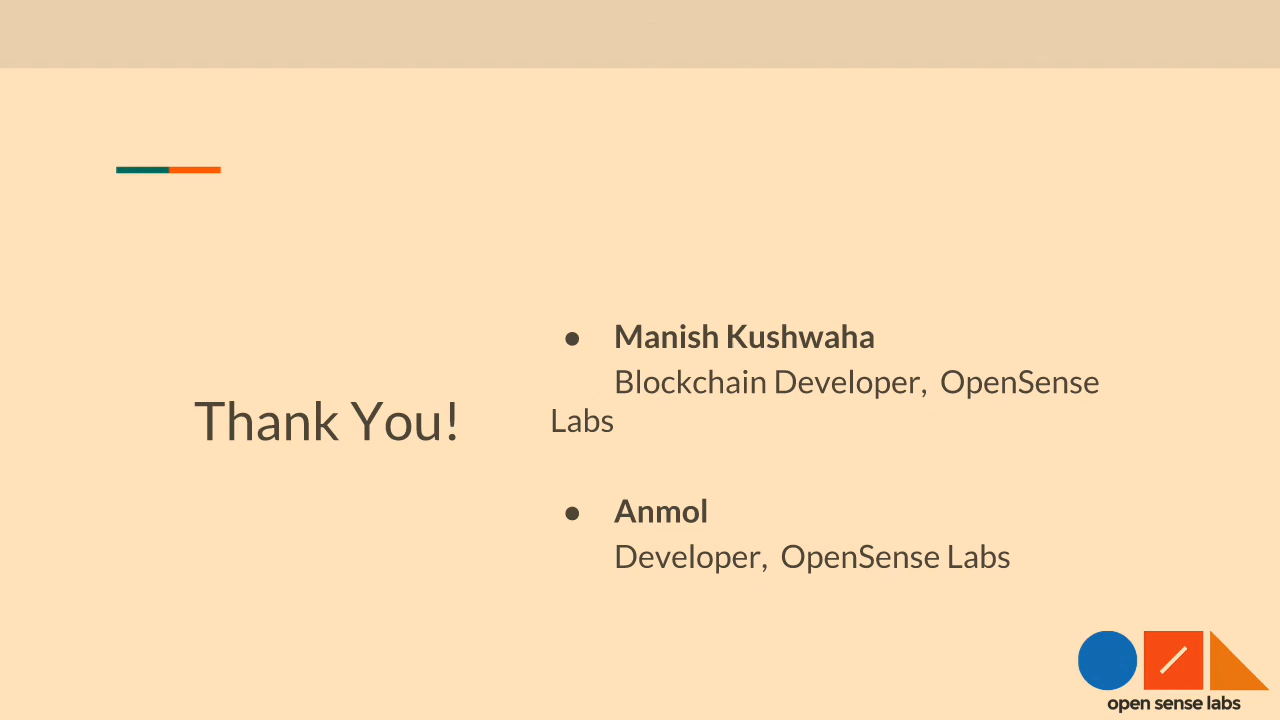 Thank You!
● Manish Kushwaha
Blockchain Developer, OpenSense
Labs
● Anmol
Developer, OpenSense Labs
open sense labs